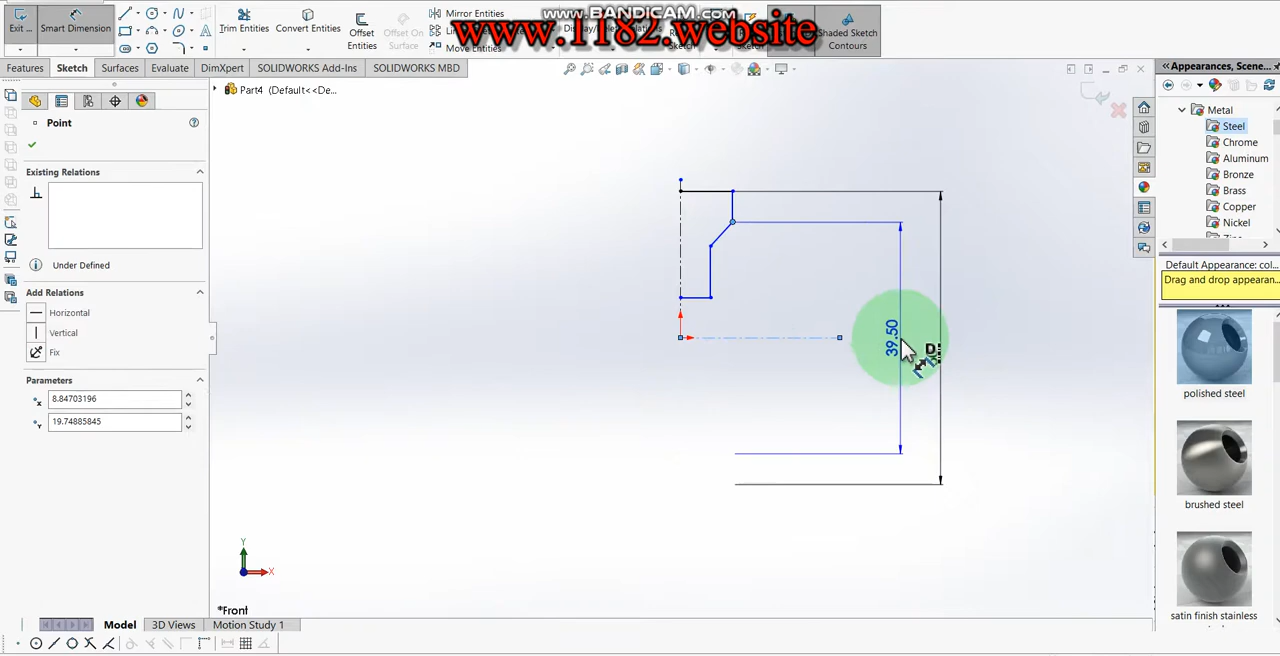 www.BANDICAM.com
www.1182.website
Exit ...
Smart Dimension
Trim Entities
Convert Entities
Offset
Entities
Offset On
Surface
Mirror Entities
Move Entities
Sketch
Shaded Sketch
Contours
Features
Sketch
Surfaces
Evaluate
DimXpert
SOLIDWORKS Add-Ins
SOLIDWORKS MBD
Part4 (Default<<De...
Point
Existing Relations
Under Defined
Add Relations
Horizontal
Vertical
Fix
Parameters
8.84703196
19.74885845
39.50
Y
X
*Front
Model
3D Views
Motion Study 1
Appearances, Scene...
Metal
Steel
Chrome
Aluminum
Bronze
Brass
Copper
Nickel
Default Appearance: col...
Drag and drop appearan...
polished steel
brushed steel
satin finish stainless